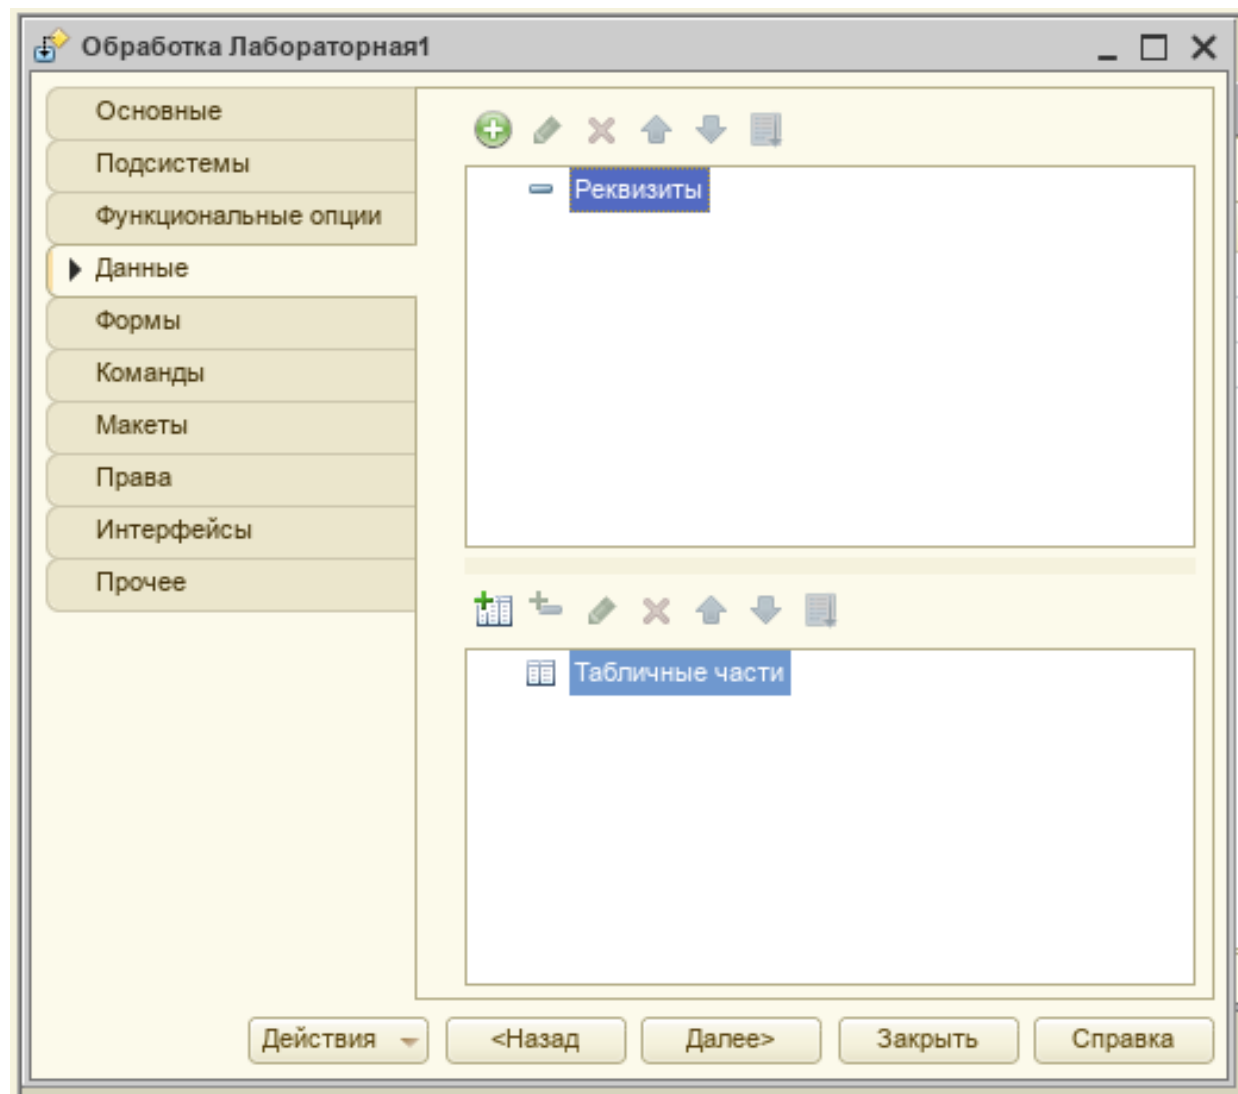 Обработка Лабораторная1
Основные
Подсистемы
Функциональные опции
Данные
Формы
Команды
Макеты
Права
Интерфейсы
Прочее
Реквизиты
Табличные части
Действия
<Назад
Далее>
Закрыть
Справка